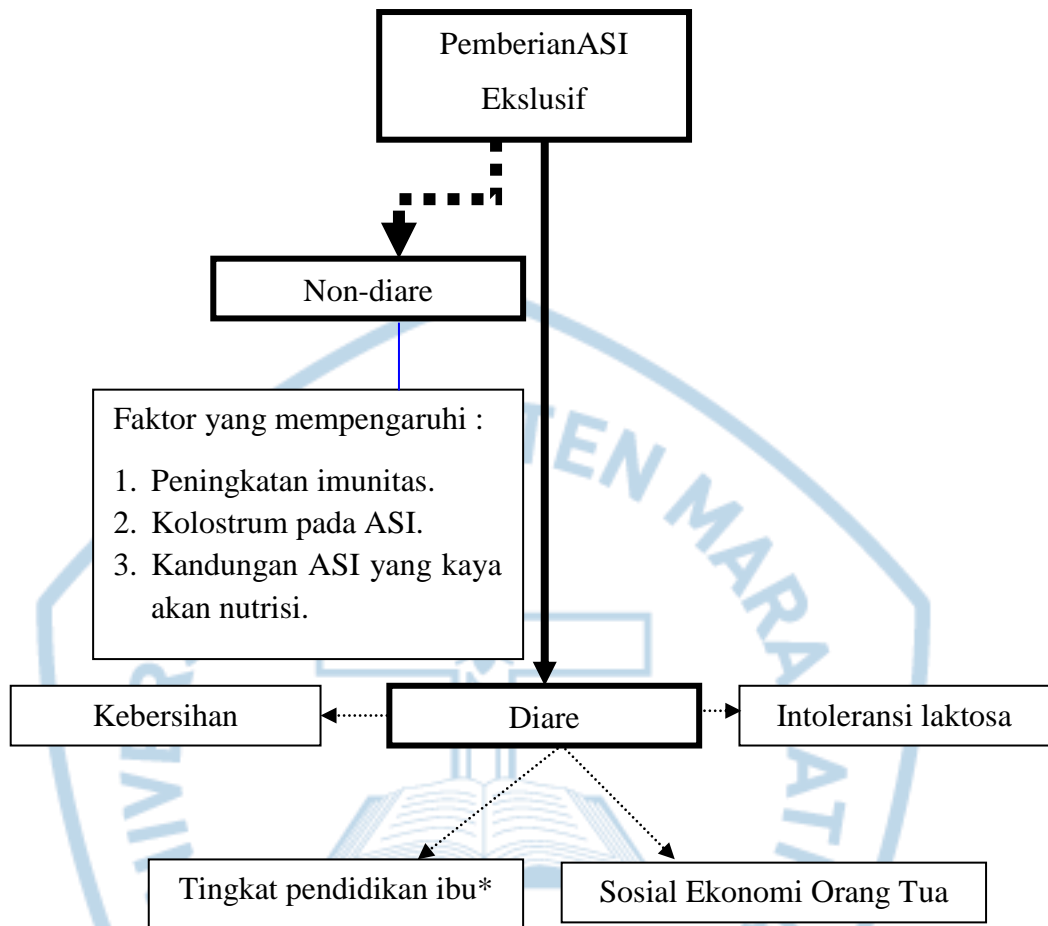 PemberianASI
Ekslusif
Non-diare
Faktor yang mempengaruhi :
1. Peningkatan imunitas.
2. Kolostrum pada ASI.
3. Kandungan ASI yang kaya
akan nutrisi.
Kebersihan
Diare
Intoleransi laktosa
Tingkat pendidikan ibu*
Sosial Ekonomi Orang Tua